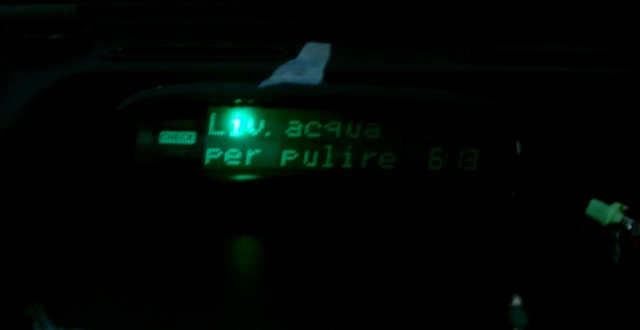 Liv. acqua
CHECK
per pulire 6:13